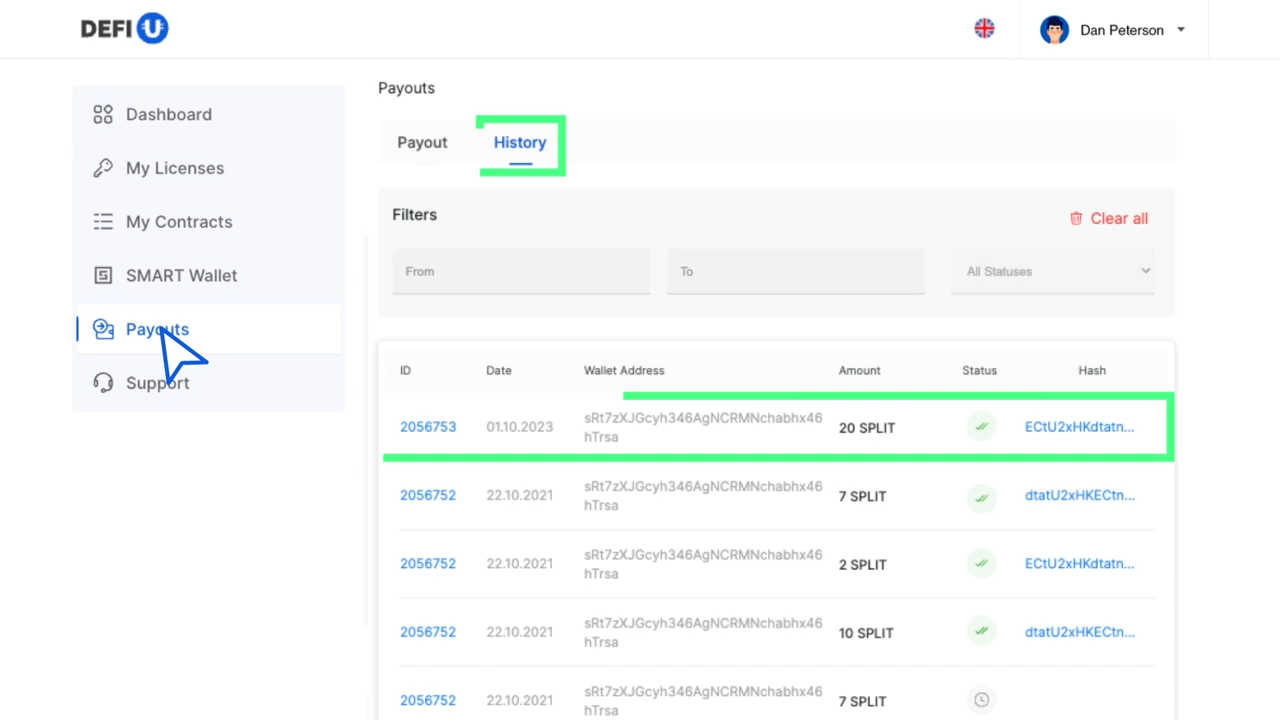 DEFI U
Dan Peterson
Dashboard
My Licenses
My Contracts
SMART Wallet
Payouts
Support
Payouts
Payout History
Filters
Clear all
From To All Statuses
ID Date Wallet Address Amount Status Hash
2056753 01.10.2023 sRt7zXJGcyh346AgNCRMNchabhx46 20 SPLIT ECtU2xHKdtatn...
hTrsa
2056752 22.10.2021 sRt7zXJGcyh346AgNCRMNchabhx46 7 SPLIT dtatU2xHKECtn...
hTrsa
2056752 22.10.2021 sRt7zXJGcyh346AgNCRMNchabhx46 2 SPLIT ECtU2xHKdtatn...
hTrsa
2056752 22.10.2021 sRt7zXJGcyh346AgNCRMNchabhx46 10 SPLIT dtatU2xHKECtn...
hTrsa
2056752 22.10.2021 sRt7zXJGcyh346AgNCRMNchabhx46 7 SPLIT
hTrsa